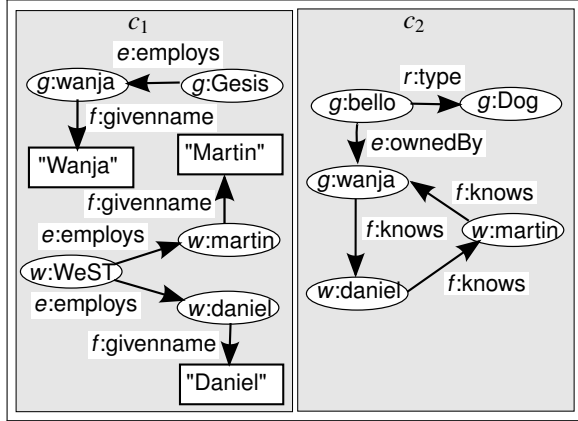 c1
e:employs
g:wanja
g:Gesis
f:givenname
"Wanja"
"Martin"
f:givenname
e:employs
w:martin
w:WeST
e:employs
w:daniel
f:givenname
"Daniel"
c2
r:type
g:bello
g:Dog
e:ownedBy
g:wanja
f:knows
f:knows
w:martin
w:daniel
f:knows